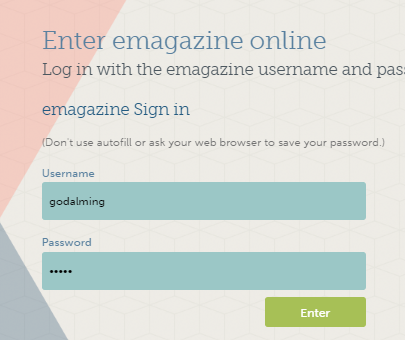 Enter emagazine online
Log in with the emagazine username and
emagazine Sign in
(Don't use autofill or ask your web browser to save your password.)
Username
godalming
Password
•••••
Enter